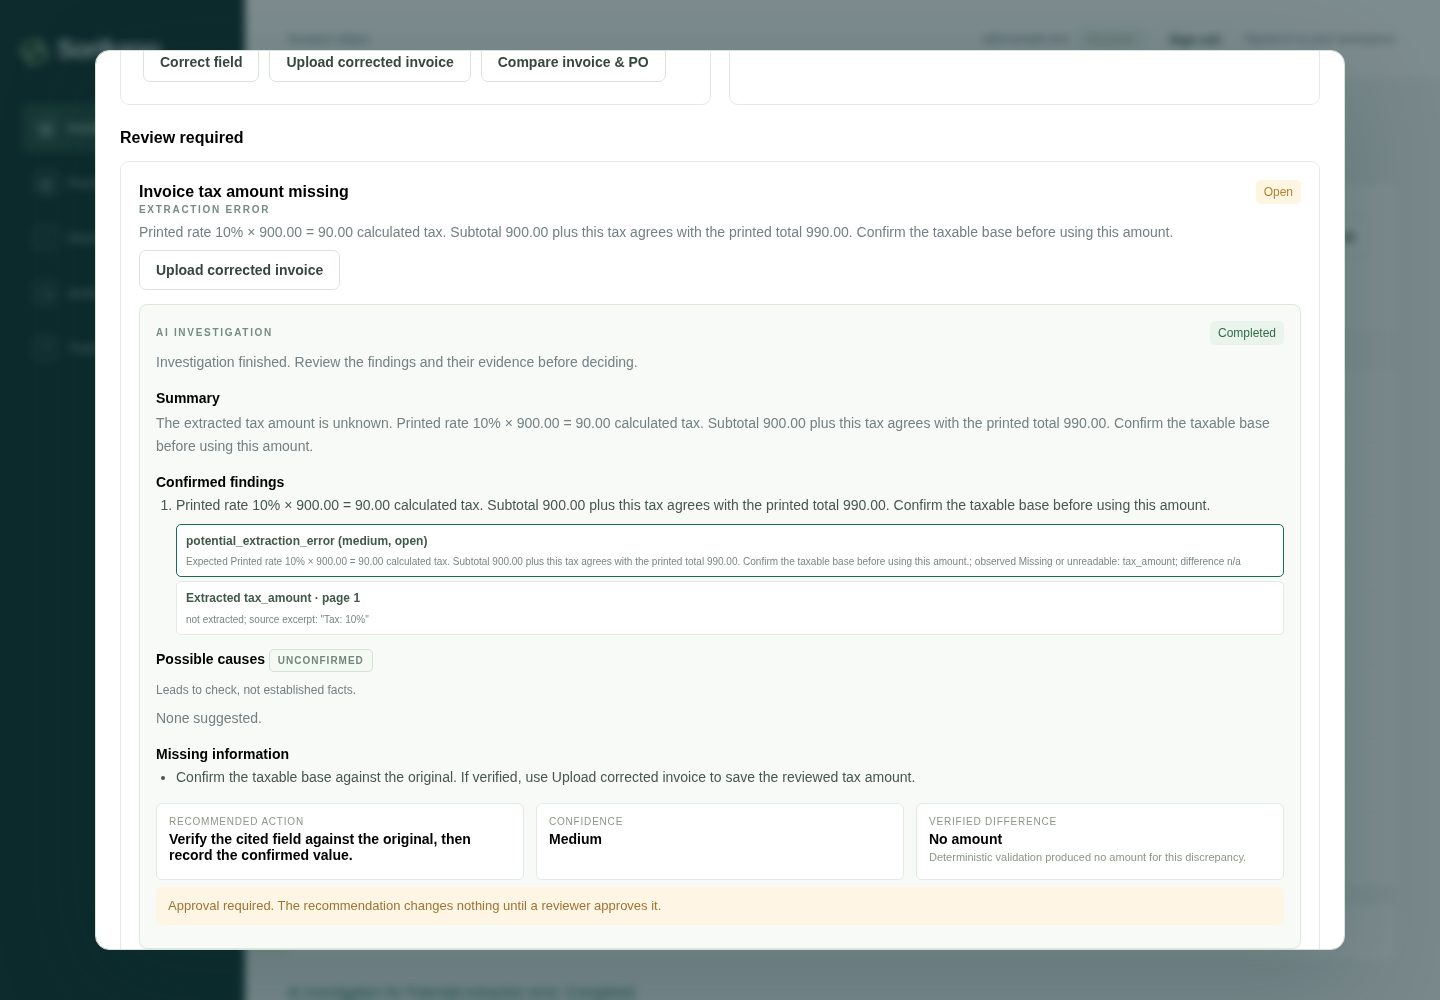 Correct field
Upload corrected invoice
Compare invoice & PO
Review required
Invoice tax amount missing
Open
EXTRACTION ERROR
Printed rate 10% × 900.00 = 90.00 calculated tax. Subtotal 900.00 plus this tax agrees with the printed total 990.00. Confirm the taxable base before using this amount.
Upload corrected invoice
AI INVESTIGATION
Completed
Investigation finished. Review the findings and their evidence before deciding.
Summary
The extracted tax amount is unknown. Printed rate 10% × 900.00 = 90.00 calculated tax. Subtotal 900.00 plus this tax agrees with the printed total 990.00. Confirm the taxable base
before using this amount.
Confirmed findings
1. Printed rate 10% × 900.00 = 90.00 calculated tax. Subtotal 900.00 plus this tax agrees with the printed total 990.00. Confirm the taxable base before using this amount.
potential_extraction_error (medium, open)
Expected Printed rate 10% × 900.00 = 90.00 calculated tax. Subtotal 900.00 plus this tax agrees with the printed total 990.00. Confirm the taxable base before using this amount.; observed Missing or unreadable: tax_amount; difference n/a
Extracted tax_amount · page 1
not extracted; source excerpt: "Tax: 10%"
Possible causes UNCONFIRMED
Leads to check, not established facts.
None suggested.
Missing information
• Confirm the taxable base against the original. If verified, use Upload corrected invoice to save the reviewed tax amount.
RECOMMENDED ACTION
Verify the cited field against the original, then
record the confirmed value.
CONFIDENCE
Medium
VERIFIED DIFFERENCE
No amount
Deterministic validation produced no amount for this discrepancy.
Approval required. The recommendation changes nothing until a reviewer approves it.